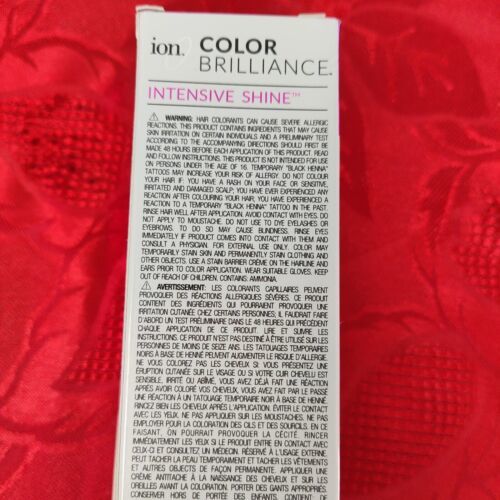 ion. COLOR
BRILLIANCE™
INTENSIVE SHINE™
⚠ WARNING: HAIR COLORANTS CAN CAUSE SEVERE ALLERGIC
REACTIONS. THIS PRODUCT CONTAINS INGREDIENTS THAT MAY CAUSE
SKIN IRRITATION ON CERTAIN INDIVIDUALS AND A PRELIMINARY TEST
ACCORDING TO THE ACCOMPANYING DIRECTIONS SHOULD FIRST BE
MADE 48 HOURS BEFORE EACH APPLICATION OF THIS PRODUCT. READ
AND FOLLOW INSTRUCTIONS. THIS PRODUCT IS NOT INTENDED FOR USE
ON PERSONS UNDER THE AGE OF 16. TEMPORARY "BLACK HENNA"
TATTOOS MAY INCREASE YOUR RISK OF ALLERGY. DO NOT COLOUR
YOUR HAIR IF: YOU HAVE A RASH ON YOUR FACE OR SENSITIVE,
IRRITATED AND DAMAGED SCALP; YOU HAVE EVER EXPERIENCED ANY
REACTION AFTER COLOURING YOUR HAIR; YOU HAVE EXPERIENCED A
REACTION TO A TEMPORARY "BLACK HENNA" TATTOO IN THE PAST.
RINSE HAIR WELL AFTER APPLICATION. AVOID CONTACT WITH EYES. DO
NOT APPLY TO MOUSTACHE. DO NOT USE TO DYE EYELASHES OR
EYEBROWS. TO DO SO MAY CAUSE BLINDNESS. RINSE EYES
IMMEDIATELY IF PRODUCT COMES INTO CONTACT WITH THEM AND
CONSULT A PHYSICIAN. FOR EXTERNAL USE ONLY. COLOR MAY
TEMPORARILY STAIN SKIN AND PERMANENTLY STAIN CLOTHING AND
OTHER OBJECTS. USE A STAIN BARRIER CRÈME ON THE HAIRLINE AND
EARS PRIOR TO COLOR APPLICATION. WEAR SUITABLE GLOVES. KEEP
OUT OF REACH OF CHILDREN. CONTAINS: AMMONIA.
⚠ AVERTISSEMENT: LES COLORANTS CAPILLAIRES PEUVENT
PROVOQUER DES RÉACTIONS ALLERGIQUES SÉVÈRES. CE PRODUIT
CONTIENT DES INGRÉDIENTS QUI POURRAIENT PROVOQUER UNE
IRRITATION CUTANÉE CHEZ CERTAINS PERSONNES; IL FAUDRAIT FAIRE
D'ABORD UN TEST PRÉLIMINAIRE DANS LE 48 HEURES QUI PRÉCÈDENT
CHAQUE APPLICATION DE CE PRODUIT. LIRE ET SUIVRE LES
INSTRUCTIONS. CE PRODUIT N'EST PAS DESTINÉ À ÊTRE UTILISÉ SUR LES
PERSONNES DE MOINS DE SEIZE ANS. LES TATOUAGES TEMPORAIRES
NOIRS À BASE DE HENNÉ PEUVENT AUGMENTER LE RISQUE D'ALLERGIE.
NE VOUS COLOREZ PAS LES CHEVEUX SI: VOUS PRÉSENTEZ UNE
ÉRUPTION CUTANÉE SUR LE VISAGE OU SI VOTRE CUIR CHEVELU EST
SENSIBLE, IRRITÉ OU ABÎMÉ, VOUS AVEZ DÉJÀ FAIT UNE RÉACTION
APRÈS AVOIR COLORÉ VOS CHEVEUX, VOUS AVEZ FAIT PAR LE PASSÉ
UNE RÉACTION À UN TATOUAGE TEMPORAIRE NOIR À BASE DE HENNÉ.
RINCEZ BIEN LES CHEVEUX APRÈS L'APPLICATION. ÉVITER LE CONTACT
AVEC LES YEUX. NE PAS APPLIQUER SUR LES MOUSTACHES. NE PAS
EMPLOYER POUR LA COLORATION DES CILS ET DES SOURCILS. EN CE
FAISANT, ON POURRAIT PROVOQUER LA CÉCITÉ. RINCER
IMMÉDIATEMENT LES YEUX SI LE PRODUIT ENTRE EN CONTACT AVEC
CEUX-CI ET CONSULTEZ UN MÉDECIN. RÉSERVÉ À L'USAGE EXTERNE.
PEUT TACHER LA PEAU TEMPORAIREMENT ET TACHER LES VÊTEMENTS
ET AUTRES OBJETS DE FAÇON PERMANENTE. APPLIQUER UNE CRÈME
ANTITACHE SUR LA NAISSANCE DES CHEVEUX ET SUR LES
OREILLES AVANT LA COLORATION. PORTER DES GANTS APPROPRIÉS.
CONSERVER HORS DE PORTÉE DES ENFANTS. CONTIENT: